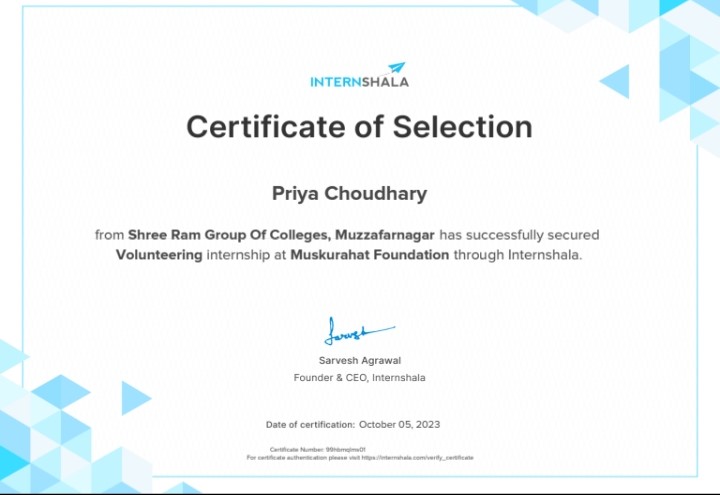 INTERNSHALA
Certificate of Selection
Priya Choudhary
from Shree Ram Group Of Colleges, Muzzafarnagar has successfully secured
Volunteering internship at Muskurahat Foundation through Internshala.
Sarvesh Agrawal
Founder & CEO, Internshala
Date of certification: October 05, 2023
Certificate Number:
For certificate authentication please visit https://internshala.com/verify_certificate